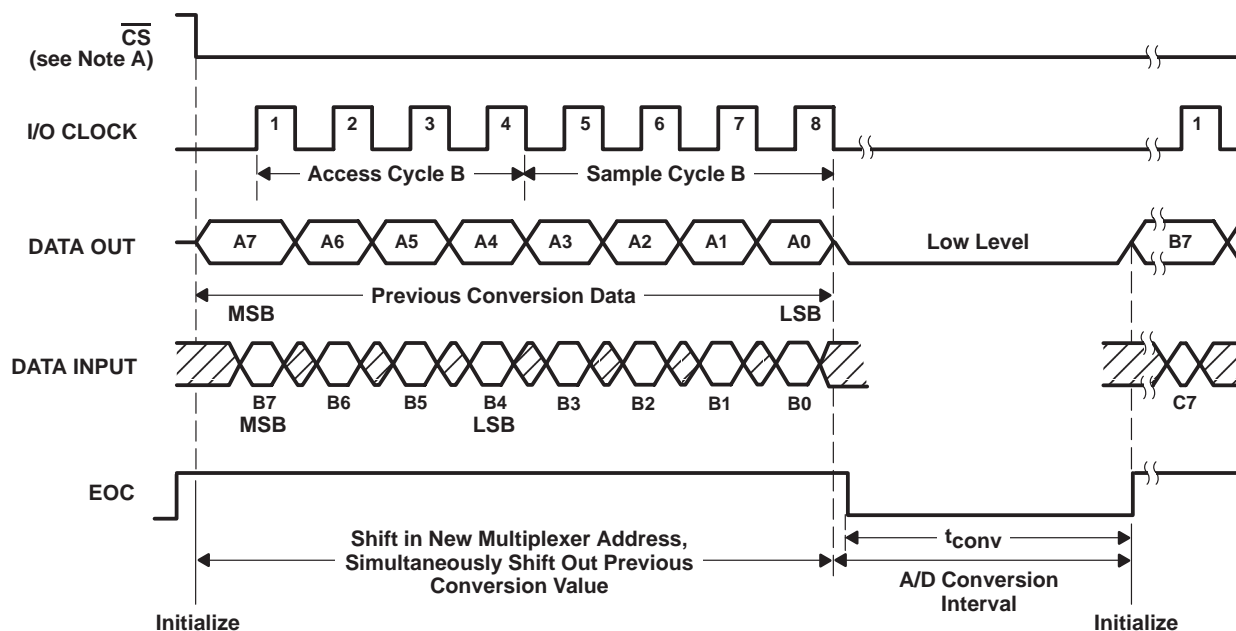 CS
(see Note A)
I/O CLOCK
1 2 3 4 5 6 7 8 1
Access Cycle B
Sample Cycle B
DATA OUT
A7 A6 A5 A4 A3 A2 A1 A0
Low Level
B7
Previous Conversion Data
MSB
LSB
DATA INPUT
B7 B6 B5 B4 B3 B2 B1 B0 C7
MSB
LSB
EOC
Shift in New Multiplexer Address,
Simultaneously Shift Out Previous
Conversion Value
tconv
A/D Conversion
Interval
Initialize
Initialize